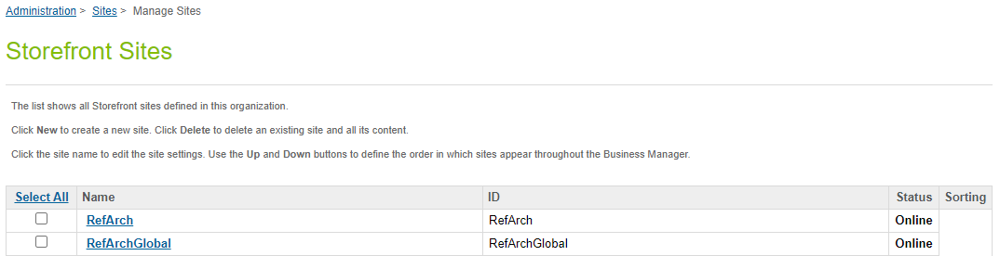 Administration > Sites > Manage Sites
Storefront Sites
The list shows all Storefront sites defined in this organization.
Click New to create a new site. Click Delete to delete an existing site and all its content.
Click the site name to edit the site settings. Use the Up and Down buttons to define the order in which sites appear throughout the Business Manager.
Select All Name ID Status Sorting
RefArch RefArch Online
RefArchGlobal RefArchGlobal Online